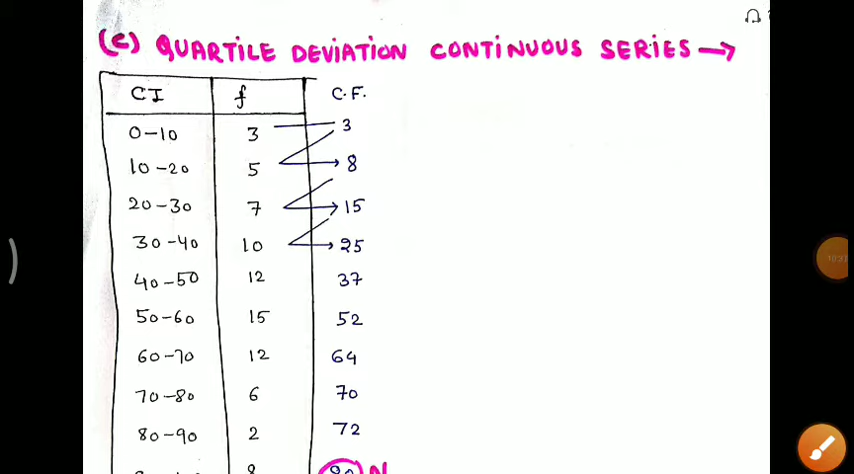 (C) QUARTILE DEVIATION CONTINUOUS SERIES →
CI f C.F.
0-10 3 3
10-20 5 8
20-30 7 15
30-40 10 25
40-50 12 37
50-60 15 52
60-70 12 64
70-80 6 70
80-90 2 72
8 80 N